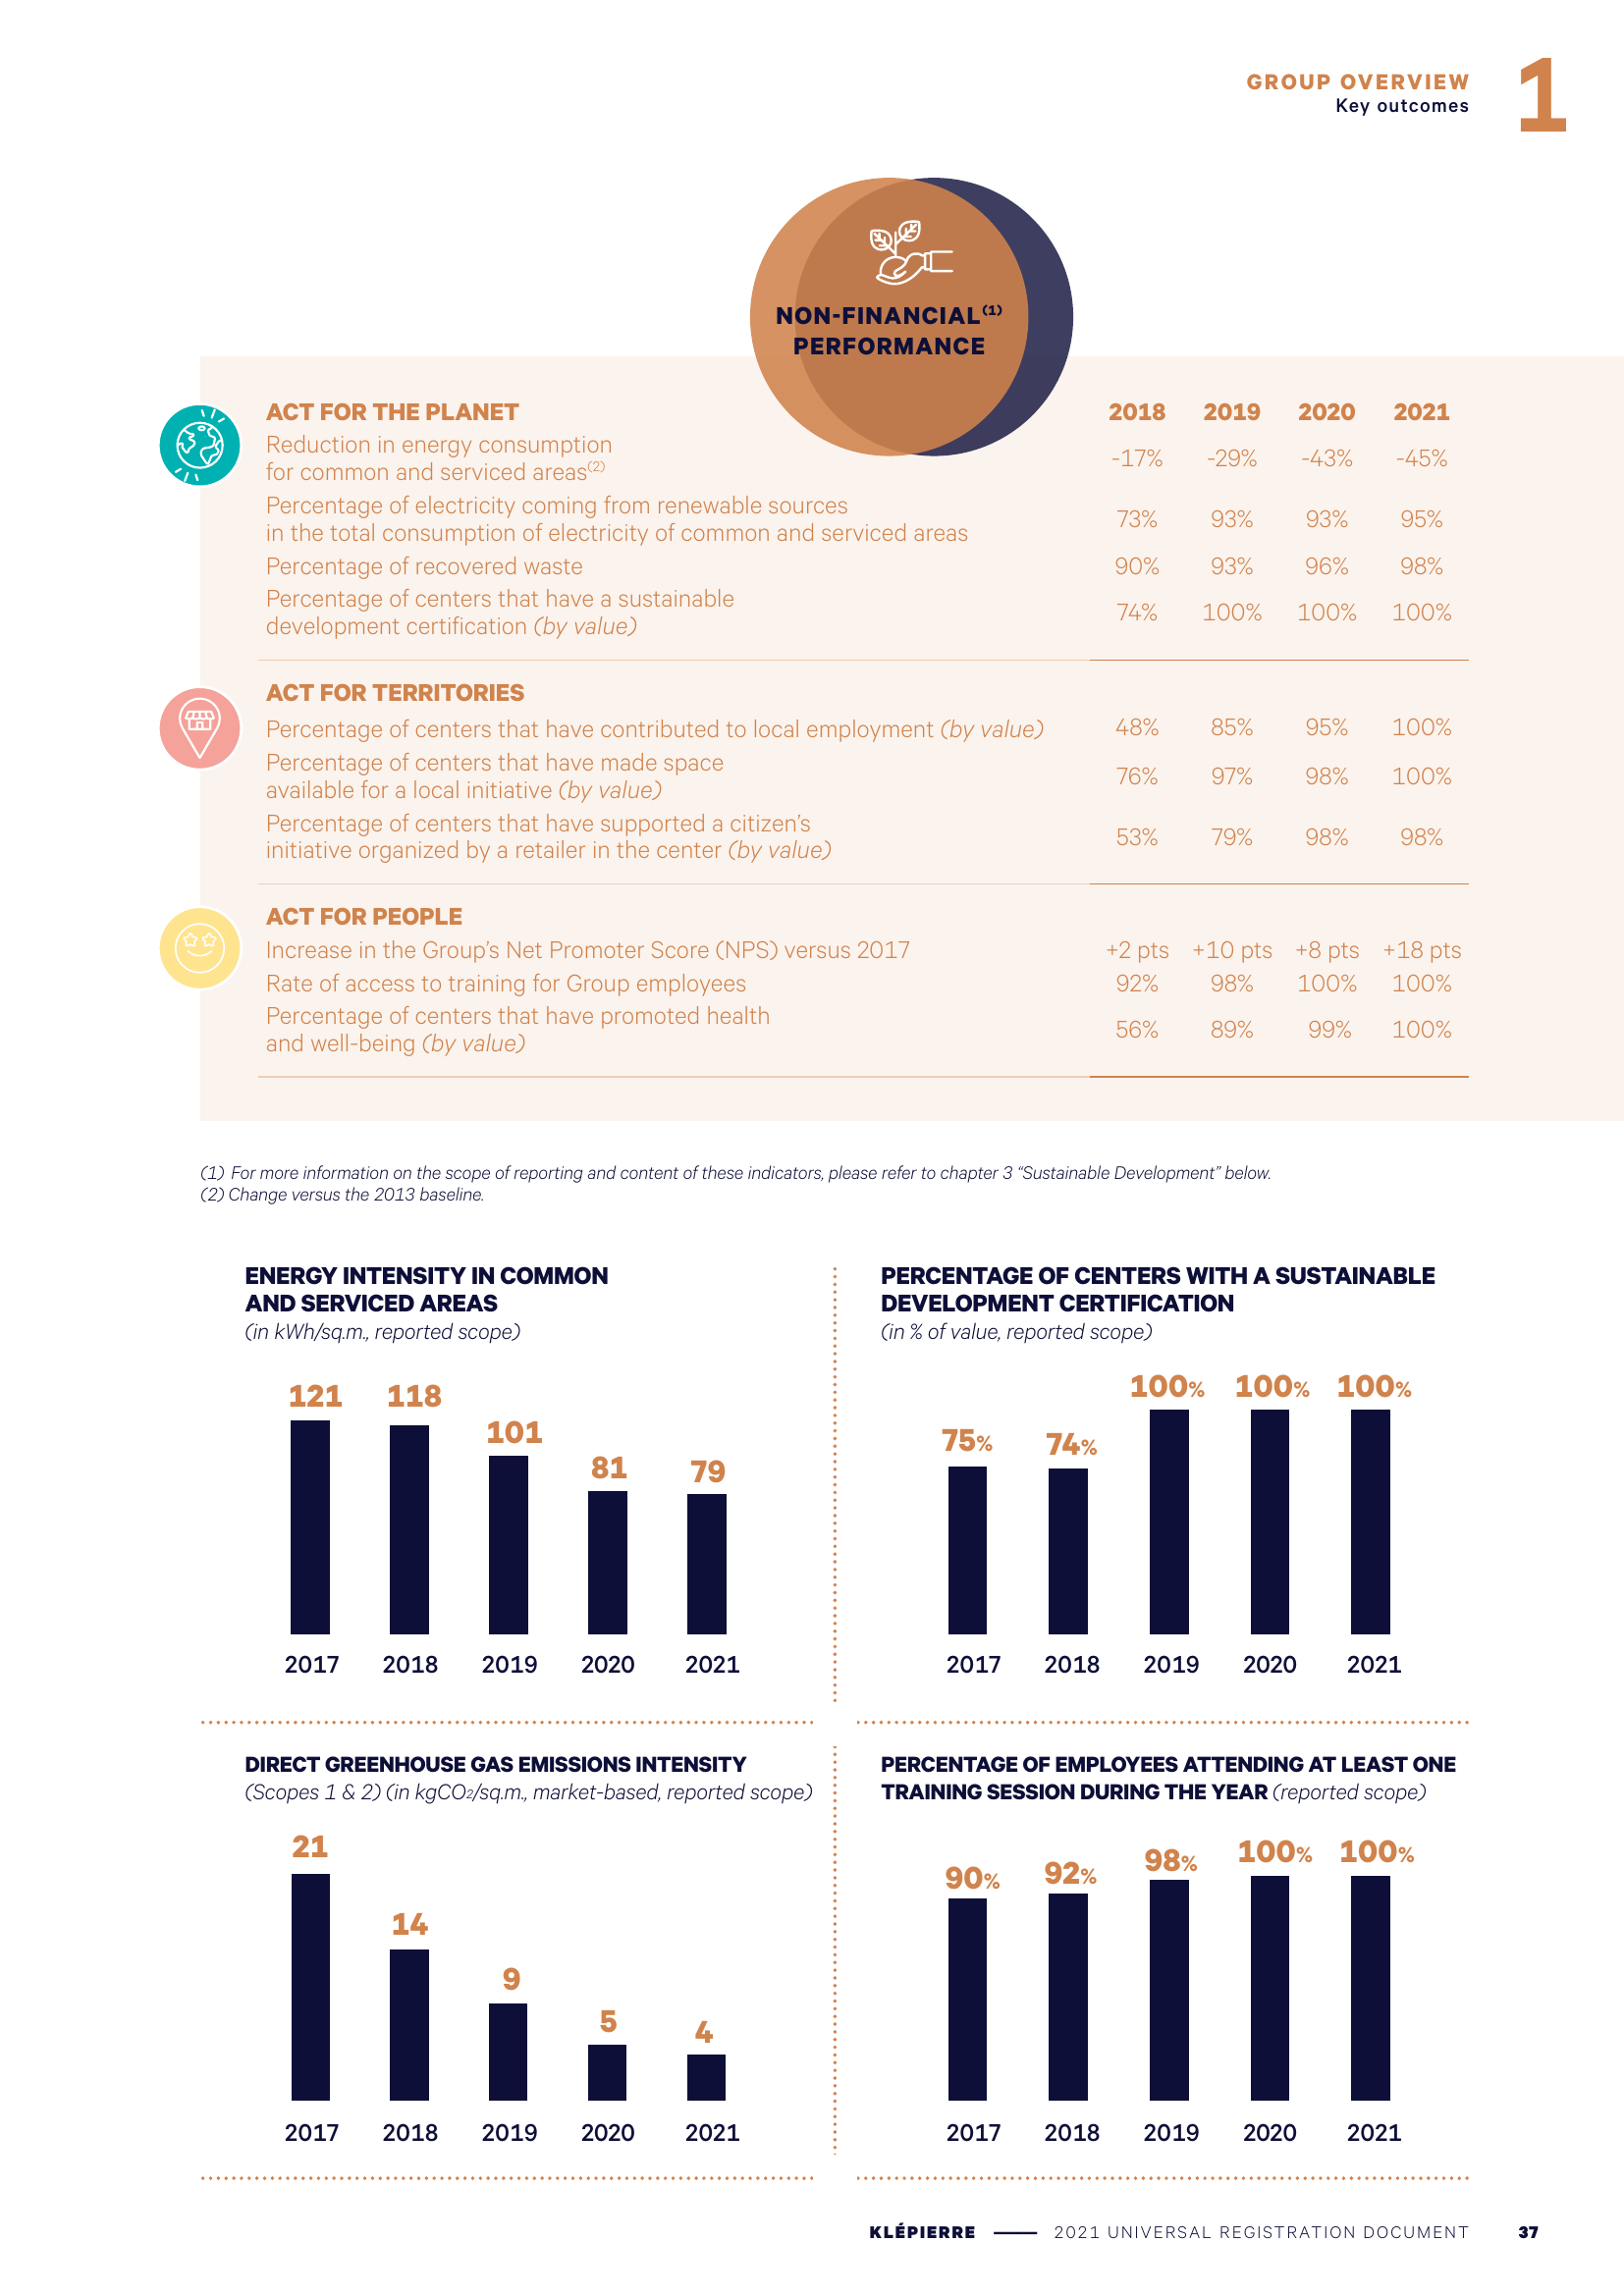 GROUP OVERVIEW
Key outcomes
1
NON-FINANCIAL(1)
PERFORMANCE
ACT FOR THE PLANET 2018 2019 2020 2021
Reduction in energy consumption
for common and serviced areas(2) -17% -29% -43% -45%
Percentage of electricity coming from renewable sources
in the total consumption of electricity of common and serviced areas 73% 93% 93% 95%
Percentage of recovered waste 90% 93% 96% 98%
Percentage of centers that have a sustainable
development certification (by value) 74% 100% 100% 100%
ACT FOR TERRITORIES
Percentage of centers that have contributed to local employment (by value) 48% 85% 95% 100%
Percentage of centers that have made space
available for a local initiative (by value) 76% 97% 98% 100%
Percentage of centers that have supported a citizen's
initiative organized by a retailer in the center (by value) 53% 79% 98% 98%
ACT FOR PEOPLE
Increase in the Group's Net Promoter Score (NPS) versus 2017 +2 pts +10 pts +8 pts +18 pts
Rate of access to training for Group employees 92% 98% 100% 100%
Percentage of centers that have promoted health
and well-being (by value) 56% 89% 99% 100%
(1) For more information on the scope of reporting and content of these indicators, please refer to chapter 3 “Sustainable Development” below.
(2) Change versus the 2013 baseline.
ENERGY INTENSITY IN COMMON
AND SERVICED AREAS
(in kWh/sq.m., reported scope)
121 118 101 81 79
2017 2018 2019 2020 2021
PERCENTAGE OF CENTERS WITH A SUSTAINABLE
DEVELOPMENT CERTIFICATION
(in % of value, reported scope)
75% 74% 100% 100% 100%
2017 2018 2019 2020 2021
DIRECT GREENHOUSE GAS EMISSIONS INTENSITY
(Scopes 1 & 2) (in kgCO2/sq.m., market-based, reported scope)
21 14 9 5 4
2017 2018 2019 2020 2021
PERCENTAGE OF EMPLOYEES ATTENDING AT LEAST ONE
TRAINING SESSION DURING THE YEAR (reported scope)
90% 92% 98% 100% 100%
2017 2018 2019 2020 2021
KLÉPIERRE — 2021 UNIVERSAL REGISTRATION DOCUMENT 37